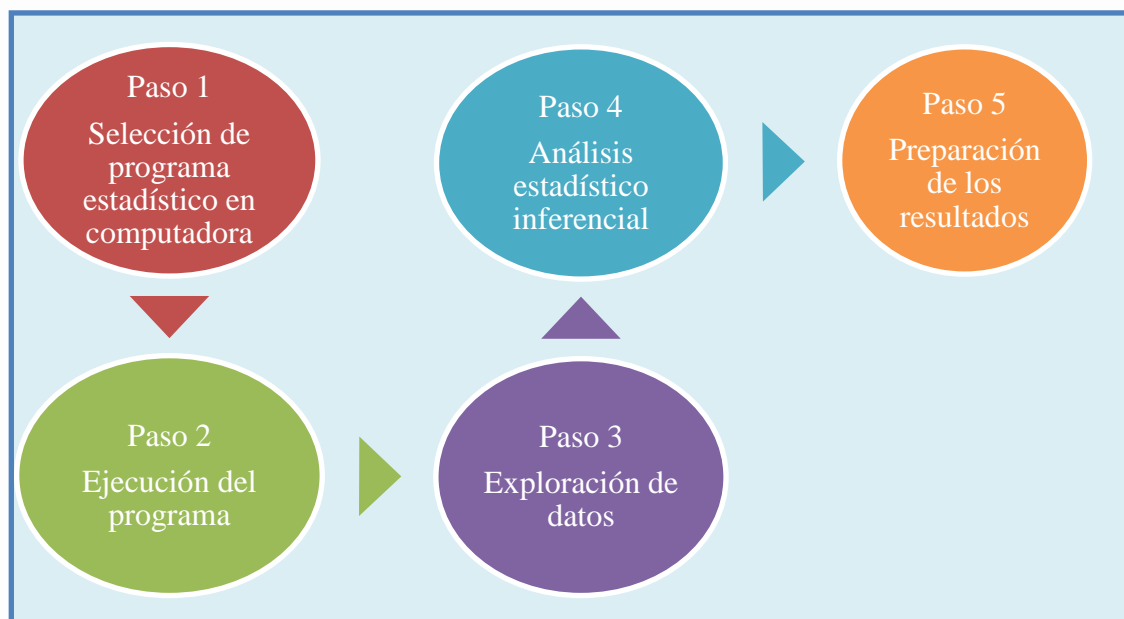 Paso 1
Selección de
programa
estadístico en
computadora
Paso 2
Ejecución del
programa
Paso 3
Exploración de
datos
Paso 4
Análisis
estadístico
inferencial
Paso 5
Preparación
de los
resultados